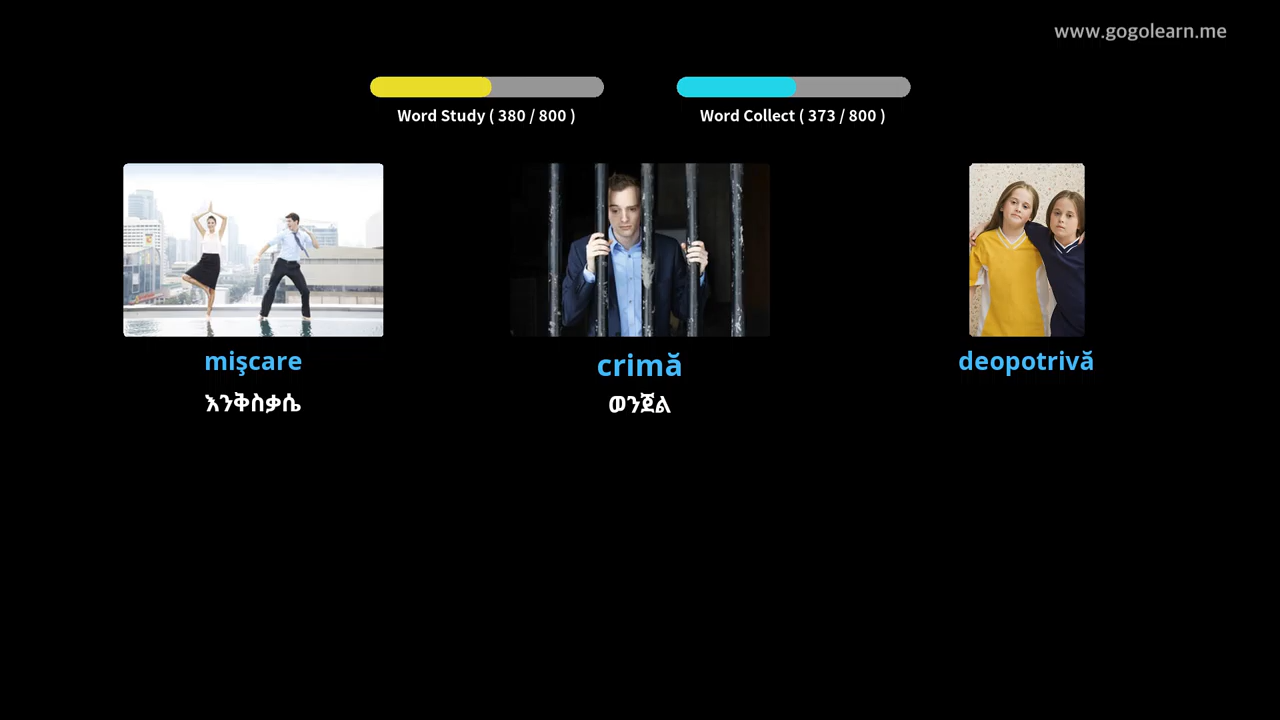 www.gogolearn.me
Word Study ( 380 / 800 )
Word Collect ( 373 / 800 )
mişcare
crimă
deopotrivă
እንቅስቃሴ
ወንጀል